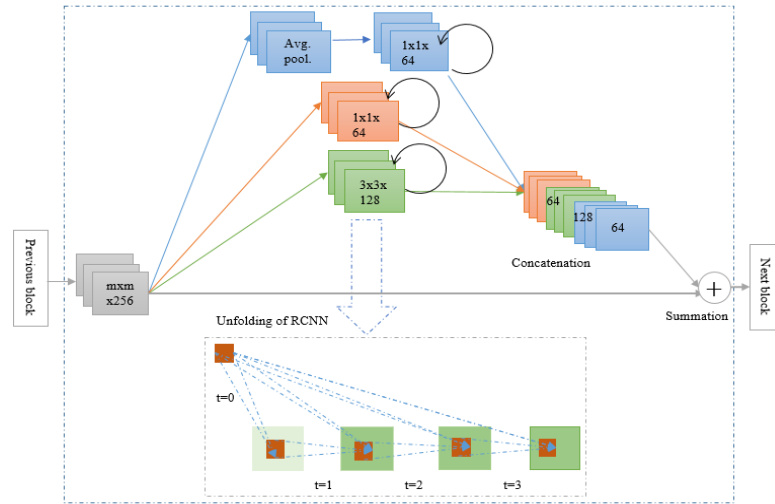 Avg.
pool.
1x1x
64
1x1x
64
3x3x
128
64
128
64
Concatenation
Previous block
mxm
x256
Summation
Next block
Unfolding of RCNN
t=0
t=1
t=2
t=3